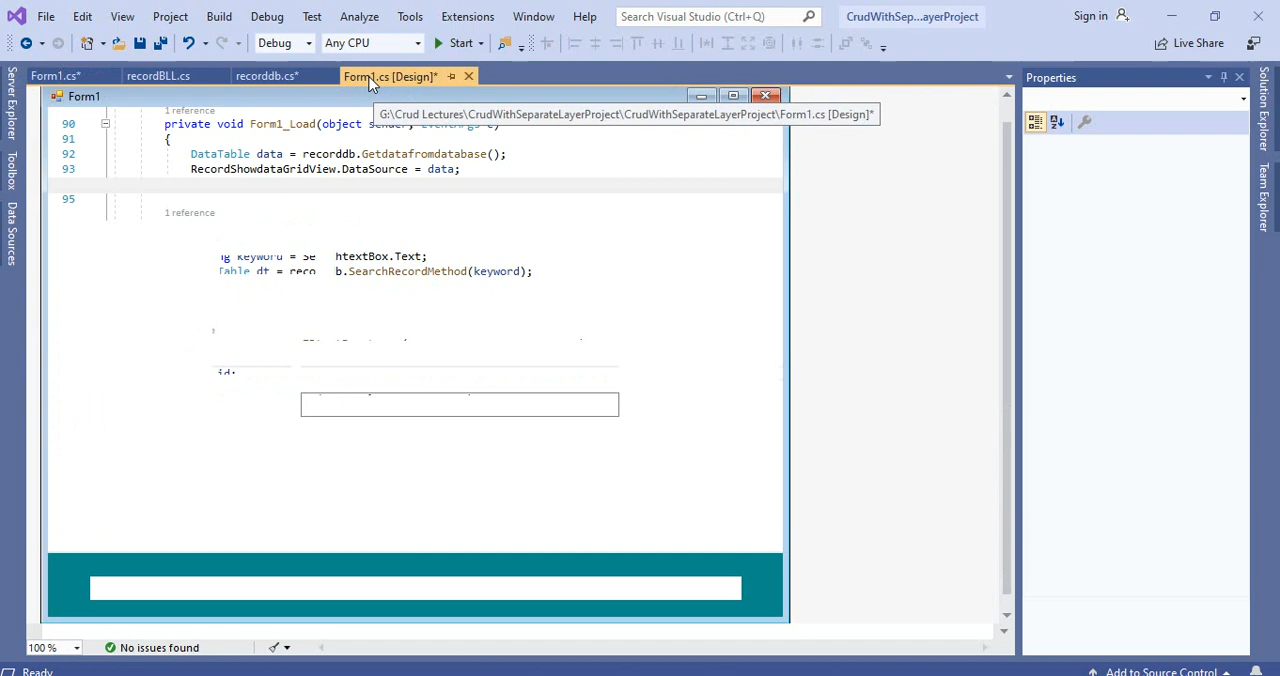 File Edit View Project Build Debug Test Analyze Tools Extensions Window Help Search Visual Studio (Ctrl+Q) CrudWithSep...ayerProject Sign in
Debug Any CPU Start Live Share
Form1.cs* recordBLL.cs recorddb.cs* Form1.cs [Design]* Properties
Form1
G:\Crud Lectures\CrudWithSeparateLayerProject\CrudWithSeparateLayerProject\Form1.cs [Design]*
1 reference
90 private void Form1_Load(object sender, EventArgs e)
91 {
92 DataTable data = recorddb.Getdatafromdatabase();
93 RecordShowdataGridView.DataSource = data;
95
1 reference
htextBox.Text;
b.SearchRecordMethod(keyword);
id:
100 % No issues found
Ready Add to Source Control
Server Explorer
Toolbox
Data Sources
Solution Explorer
Team Explorer